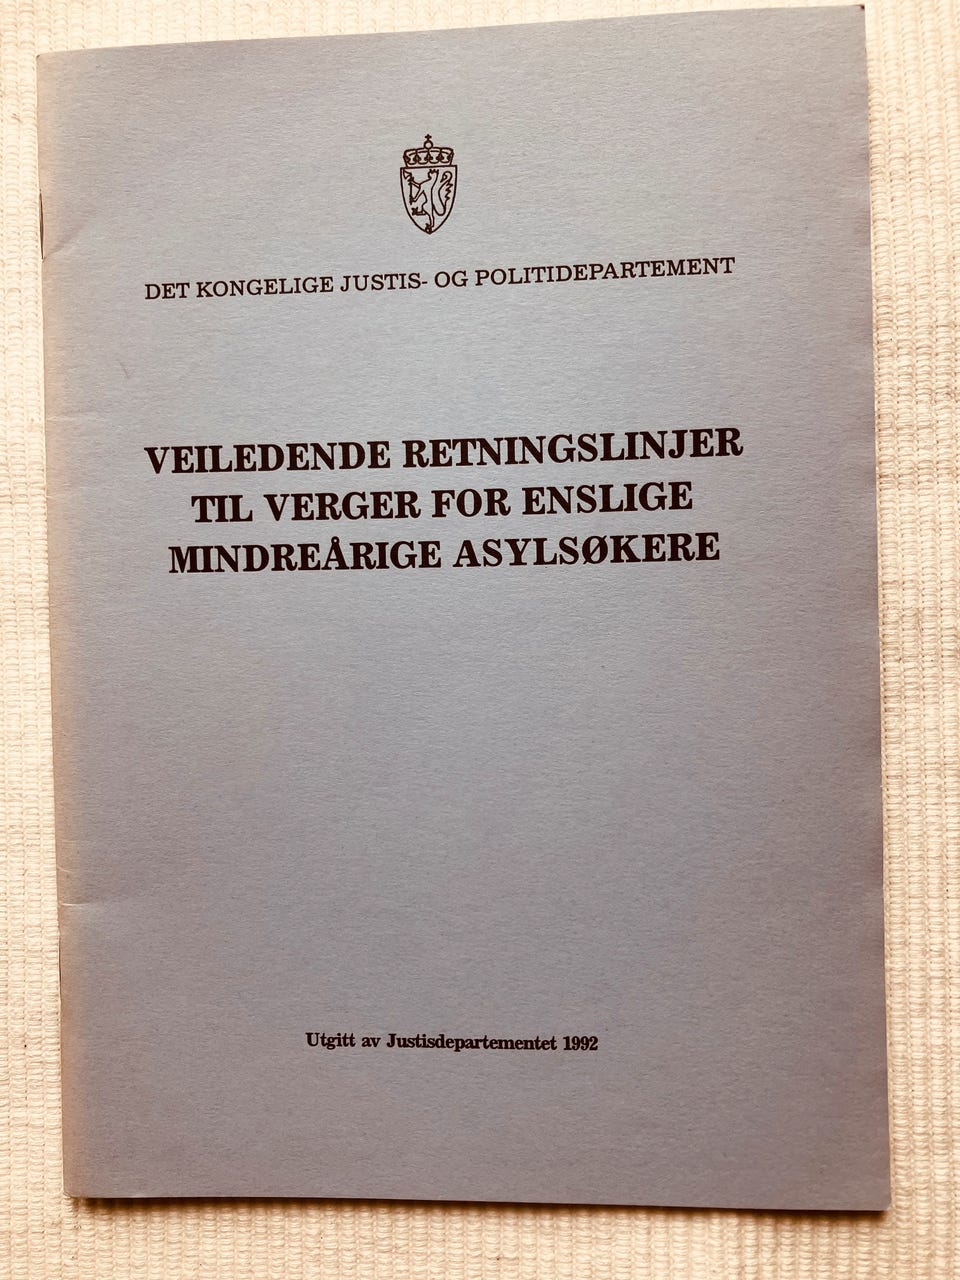 DET KONGELIGE JUSTIS- OG POLITIDEPARTEMENT
VEILEDENDE RETNINGSLINJER
TIL VERGER FOR ENSLIGE
MINDREÅRIGE ASYLSØKERE
Utgitt av Justisdepartementet 1992